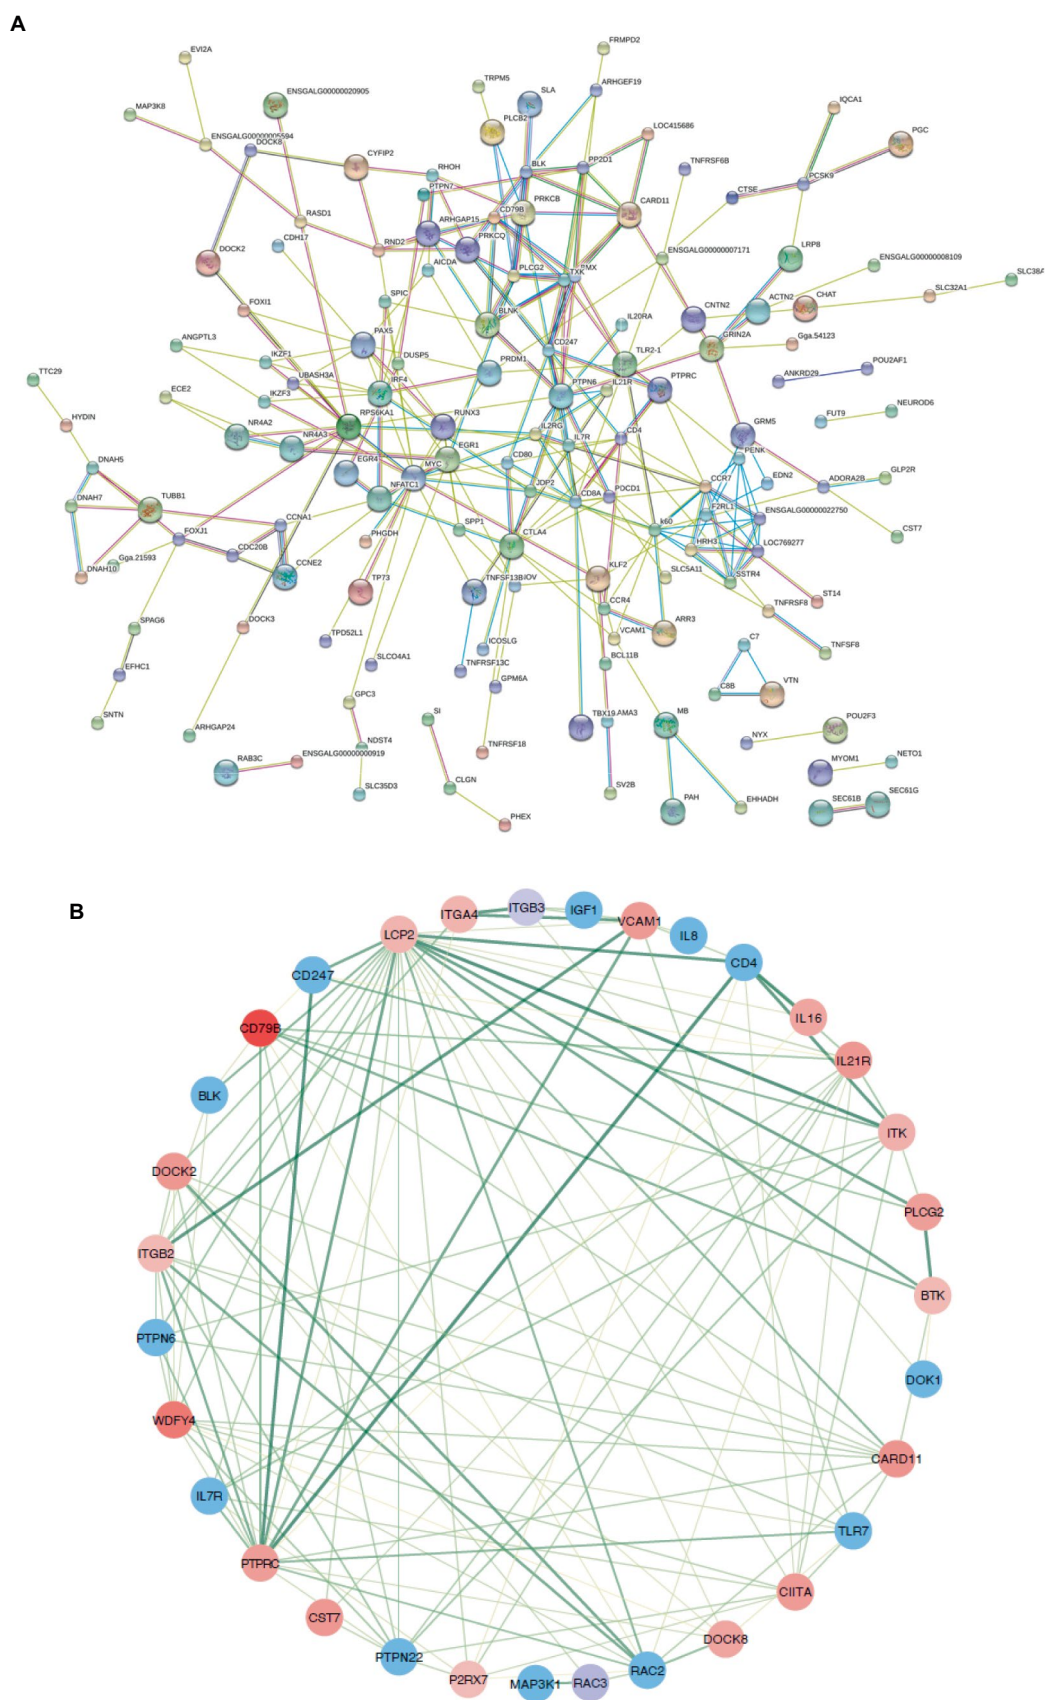 A
FRMPD2
EVI2A
TRPM5
ARHGEF19
ENSGALG00000020905
SLA
IQCA1
MAP3K8
PLCB2
LOC415686
PGC
ENSGALG00000005594
DOCK8
CYFIP2
RHOH
BLK
PP2D1
TNFRSF6B
PTPN7
CTSE
PCSK9
PRKCB
CARD11
RASD1
ARHGAP15
CD79B
CDH17
RND2
PRKCQ
LRP8
DOCK2
AICDA
PLCG2
TXK
ENSGALG00000007171
ENSGALG00000008109
SLC38A
SPIC
ACTN2
CHAT
SLC32A1
FOXI1
BLNK
IL20RA
CNTN2
PAX5
ANGPTL3
IKZF1
DUSP5
PRDM1
CD247
TLR2-1
GRIN2A
Gga.54123
POU2AF1
TTC29
UBASH3A
IRF4
PTPN6
IL21R
PTPRC
ANKRD29
ECE2
IKZF3
HYDIN
RPS6KA1
RUNX3
FUT9
NEUROD6
NR4A2
NR4A3
EGR1
IL2RG
IL7R
CD4
GRM5
PENK
DNAH5
EGR4
MYC
CD80
CCR7
EDN2
ADORA2B
GLP2R
DNAH7
TUBB1
NFATC1
JDP2
CD8A
PDCD1
F2RL1
ENSGALG00000022750
CCNA1
SPP1
k60
CST7
FOXJ1
CDC20B
PHGDH
CTLA4
HRH3
LOC769277
Gga.21593
DNAH10
CCNE2
TP73
TNFSF13B
KLF2
SLC5A11
SSTR4
ST14
SPAG6
DOCK3
TPD52L1
CCR4
VCAM1
ARR3
TNFRSF8
EFHC1
SLCO4A1
ICOSLG
TNFRSF13C
BCL11B
C7
TNFSF8
GPM6A
SNTN
ARHGAP24
GPC3
SI
TBX19
MB
C8B
VTN
NYX
POU2F3
RAB3C
ENSGALG00000000919
NDST4
TNFRSF18
MYOM1
NETO1
SLC35D3
CLGN
SV2B
PAH
EHHADH
SEC61B
SEC61G
PHEX
B
ITGB3
IGF1
ITGA4
VCAM1
LCP2
IL8
CD247
CD4
CD79B
IL16
IL21R
BLK
ITK
DOCK2
PLCG2
ITGB2
BTK
PTPN6
DOK1
WDFY4
CARD11
IL7R
TLR7
PTPRC
CIITA
CST7
DOCK8
PTPN22
P2RX7
MAP3K1
RAC3
RAC2